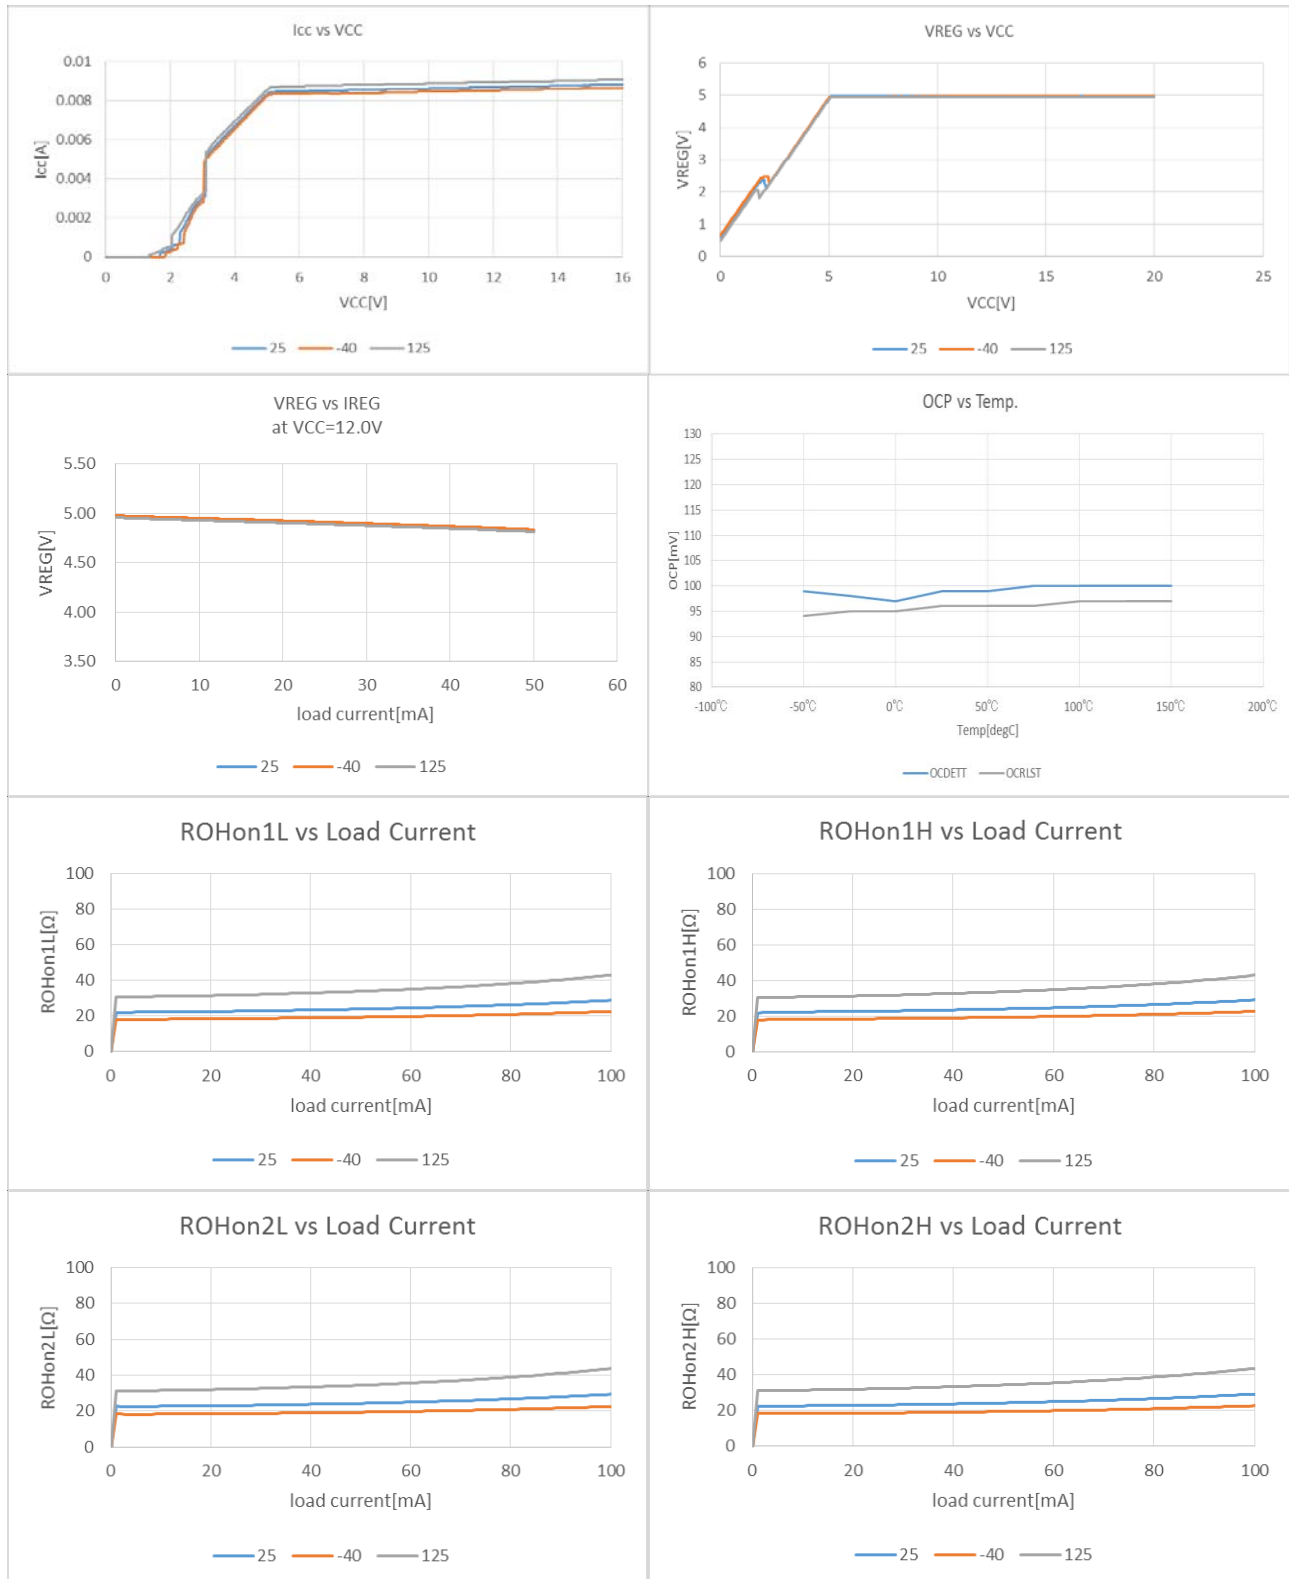 Icc vs VCC
0.01
0.008
0.006
0.004
0.002
0
Icc[A]
0 2 4 6 8 10 12 14 16
VCC[V]
25 -40 125
VREG vs VCC
6
5
4
3
2
1
0
VREG[V]
0 5 10 15 20 25
VCC[V]
25 -40 125
VREG vs IREG
at VCC=12.0V
5.50
5.00
4.50
4.00
3.50
VREG[V]
0 10 20 30 40 50 60
load current[mA]
25 -40 125
OCP vs Temp.
130
125
120
115
110
105
100
95
90
85
80
OCP[mV]
-100℃ -50℃ 0℃ 50℃ 100℃ 150℃ 200℃
Temp[degC]
OCDETT OCRLST
ROHon1L vs Load Current
100
80
60
40
20
0
ROHon1L[Ω]
0 20 40 60 80 100
load current[mA]
25 -40 125
ROHon1H vs Load Current
100
80
60
40
20
0
ROHon1H[Ω]
0 20 40 60 80 100
load current[mA]
25 -40 125
ROHon2L vs Load Current
100
80
60
40
20
0
ROHon2L[Ω]
0 20 40 60 80 100
load current[mA]
25 -40 125
ROHon2H vs Load Current
100
80
60
40
20
0
ROHon2H[Ω]
0 20 40 60 80 100
load current[mA]
25 -40 125